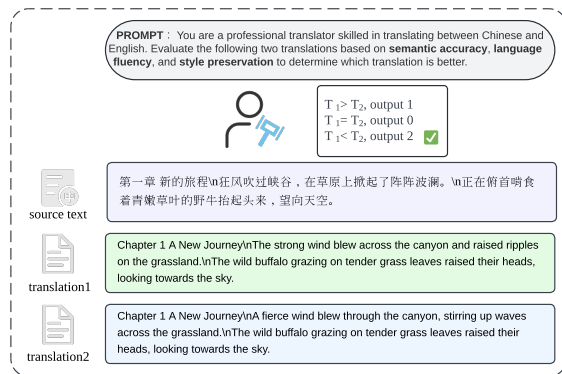 PROMPT： You are a professional translator skilled in translating between Chinese and
English. Evaluate the following two translations based on semantic accuracy, language
fluency, and style preservation to determine which translation is better.
T 1> T2, output 1
T 1= T2, output 0
T 1< T2, output 2
source text
第一章 新的旅程\n狂风吹过峡谷，在草原上掀起了阵阵波澜。\n正在俯首啃食
着青嫩草叶的野牛抬起头来，望向天空。
translation1
Chapter 1 A New Journey\nThe strong wind blew across the canyon and raised ripples
on the grassland.\nThe wild buffalo grazing on tender grass leaves raised their heads,
looking towards the sky.
translation2
Chapter 1 A New Journey\nA fierce wind blew through the canyon, stirring up waves
across the grassland.\nThe wild buffalo grazing on tender grass leaves raised their
heads, looking towards the sky.